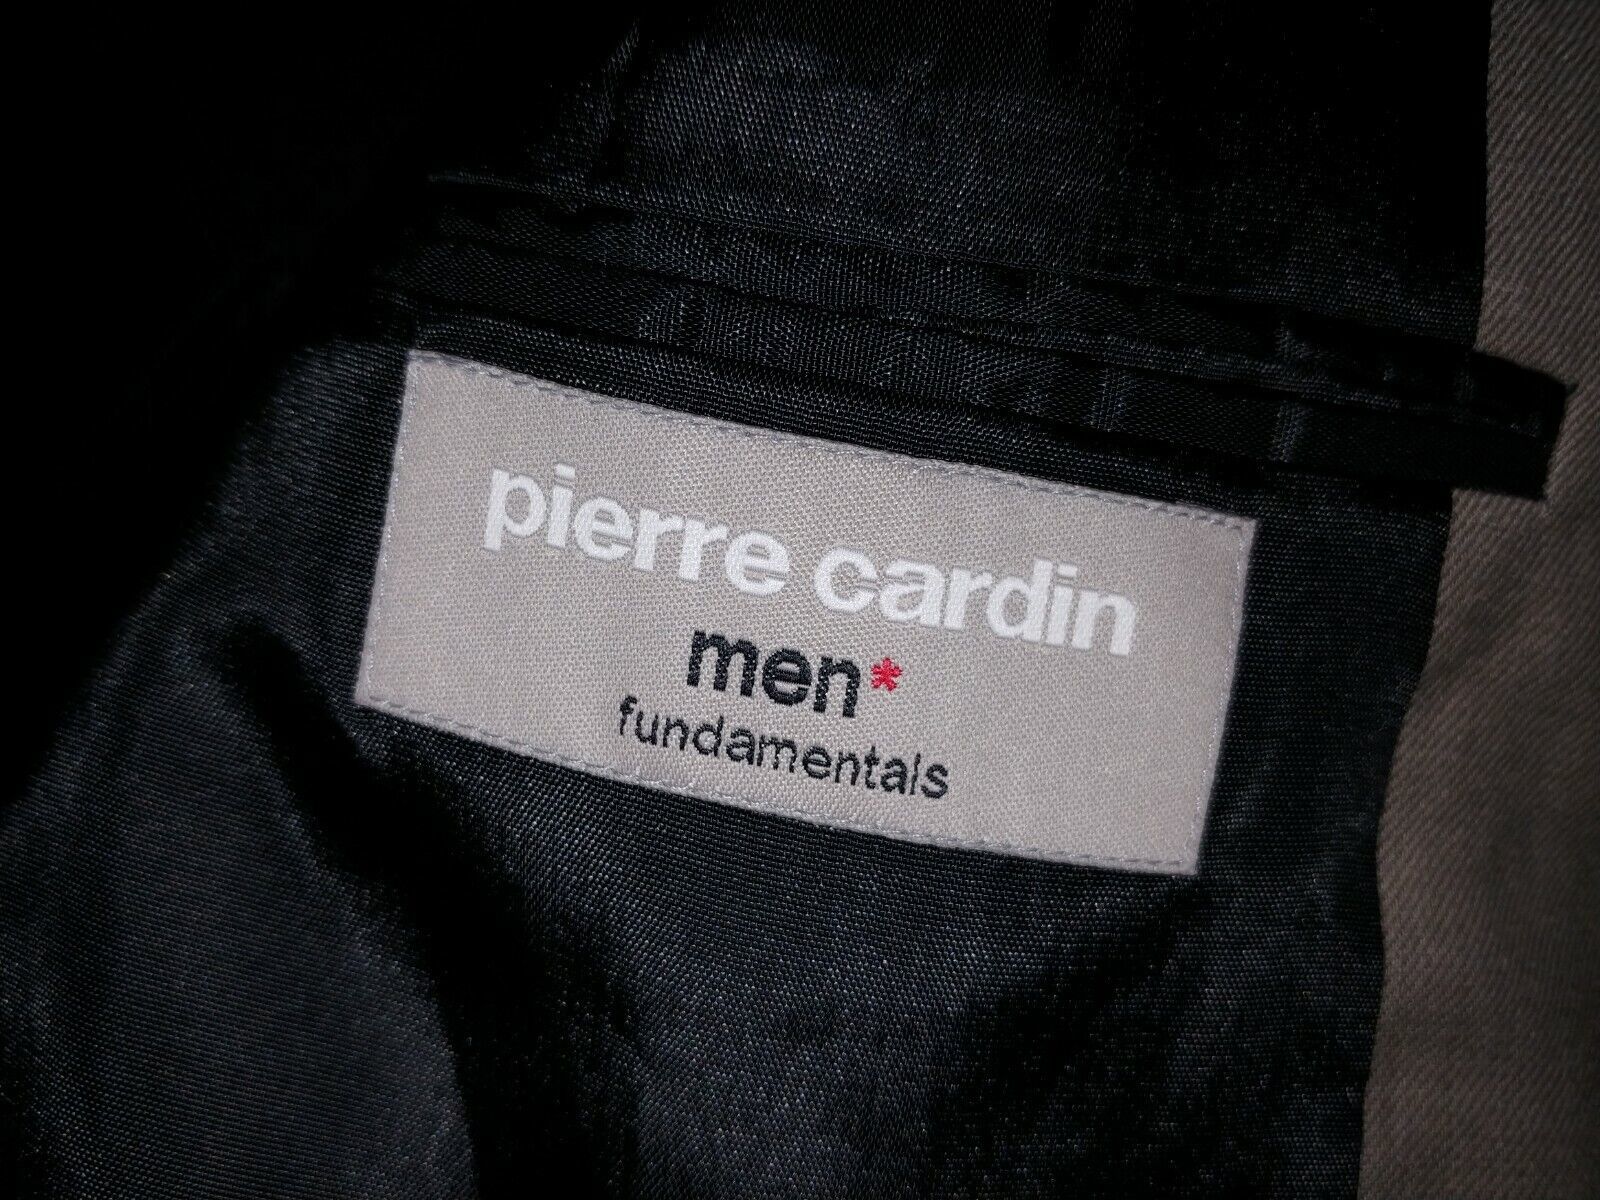 pierre cardin
men*
fundamentals